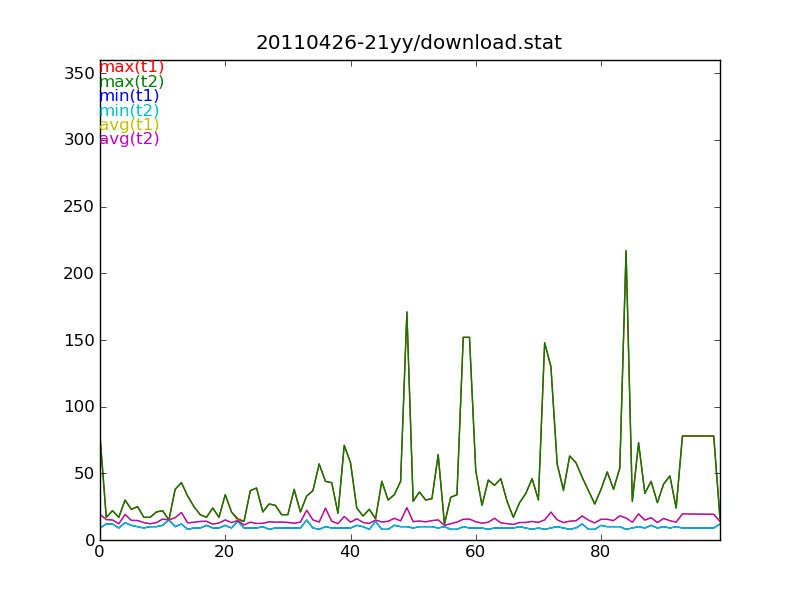 20110426-21yy/download.stat
350
max(t1)
max(t2)
min(t1)
min(t2)
avg(t1)
300
avg(t2)
250
200
150
100
50
0
0 20 40 60 80